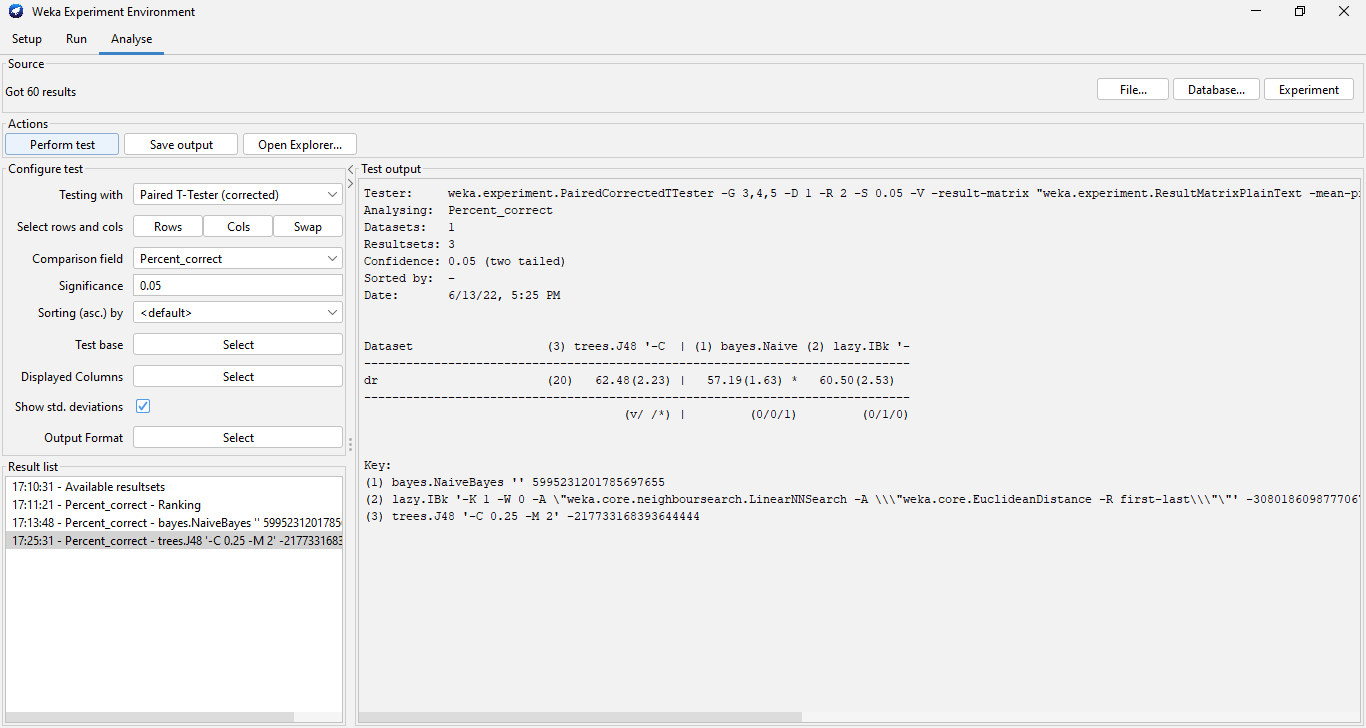 Weka Experiment Environment
Setup Run Analyse
Source
Got 60 results
File... Database... Experiment
Actions
Perform test Save output Open Explorer...
Configure test
Testing with Paired T-Tester (corrected)
Select rows and cols Rows Cols Swap
Comparison field Percent_correct
Significance 0.05
Sorting (asc.) by <default>
Test base Select
Displayed Columns Select
Show std. deviations
Output Format Select
Result list
17:10:31 - Available resultsets
17:11:21 - Percent_correct - Ranking
17:13:48 - Percent_correct - bayes.NaiveBayes '' 5995231201785
17:25:31 - Percent_correct - trees.J48 '-C 0.25 -M 2' -2177331683
Test output
Tester: weka.experiment.PairedCorrectedTTester -G 3,4,5 -D 1 -R 2 -S 0.05 -V -result-matrix "weka.experiment.ResultMatrixPlainText -mean-p
Analysing: Percent_correct
Datasets: 1
Resultsets: 3
Confidence: 0.05 (two tailed)
Sorted by: -
Date: 6/13/22, 5:25 PM
Dataset (3) trees.J48 '-C | (1) bayes.Naive (2) lazy.IBk '-
----------------------------------------------------------------------------
dr (20) 62.48(2.23) | 57.19(1.63) * 60.50(2.53)
----------------------------------------------------------------------------
(v/ /*) | (0/0/1) (0/1/0)
Key:
(1) bayes.NaiveBayes '' 5995231201785697655
(2) lazy.IBk '-K 1 -W 0 -A \"weka.core.neighboursearch.LinearNNSearch -A \\\"weka.core.EuclideanDistance -R first-last\\\"\"' -308018609877706
(3) trees.J48 '-C 0.25 -M 2' -217733168393644444